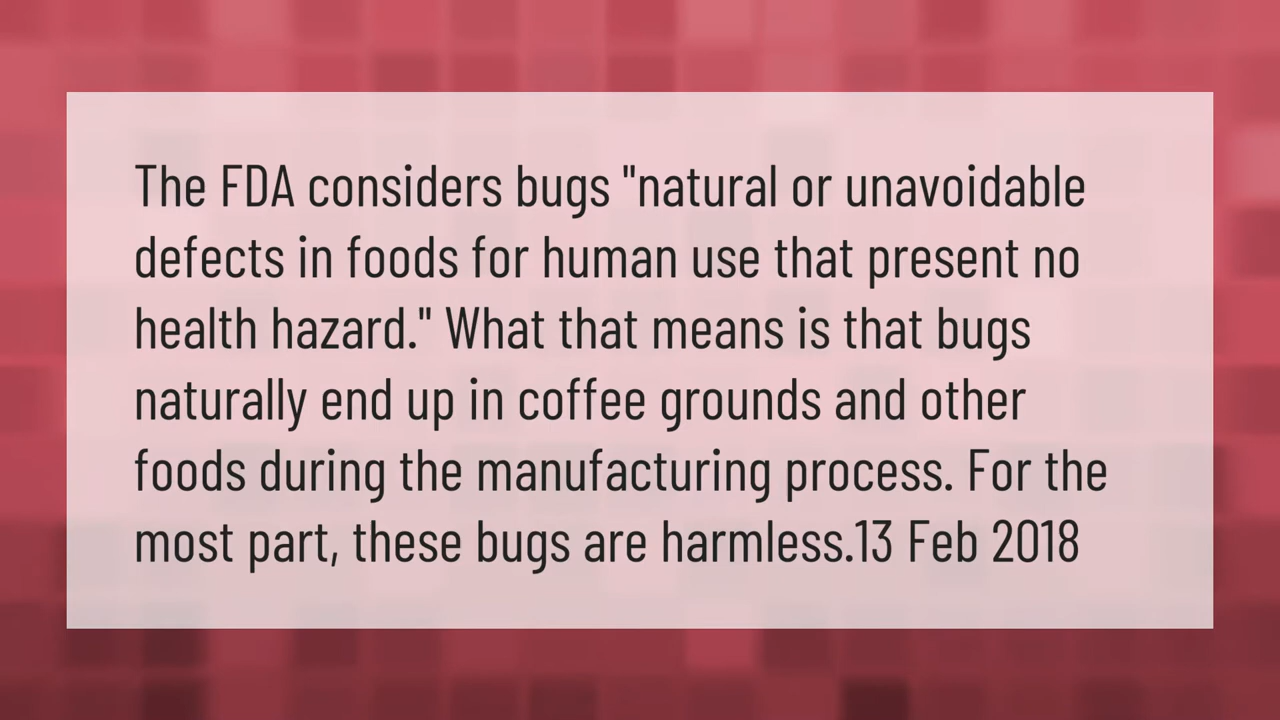 The FDA considers bugs "natural or unavoidable
defects in foods for human use that present no
health hazard." What that means is that bugs
naturally end up in coffee grounds and other
foods during the manufacturing process. For the
most part, these bugs are harmless.13 Feb 2018